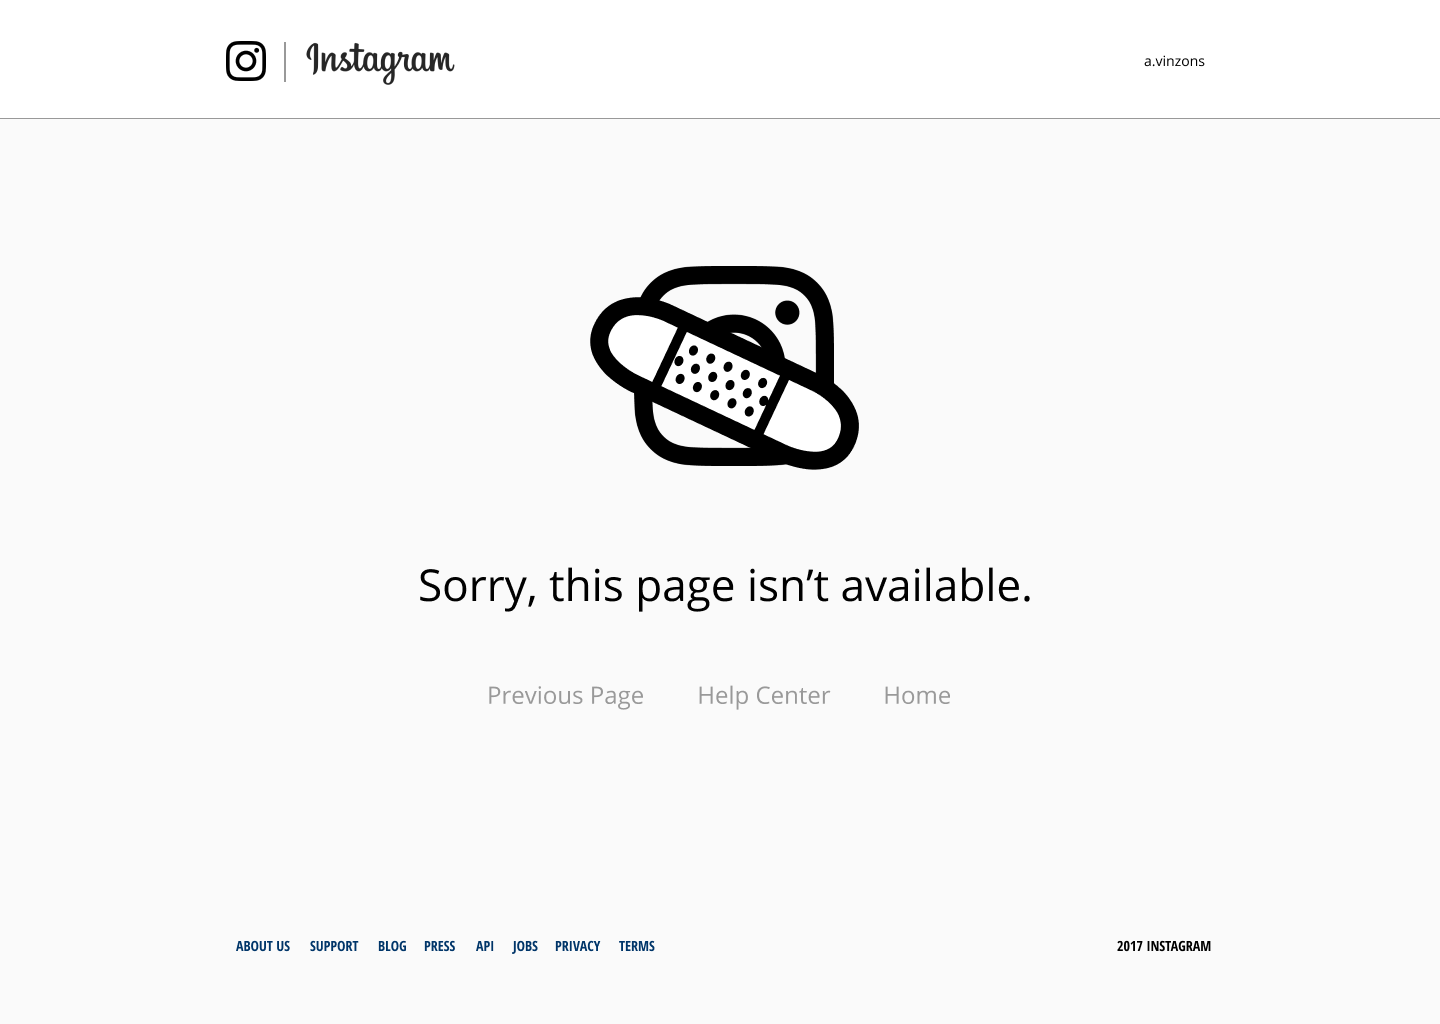 Instagram
a.vinzons
Sorry, this page isn’t available.
Previous Page Help Center Home
ABOUT US SUPPORT BLOG PRESS API JOBS PRIVACY TERMS
2017 INSTAGRAM